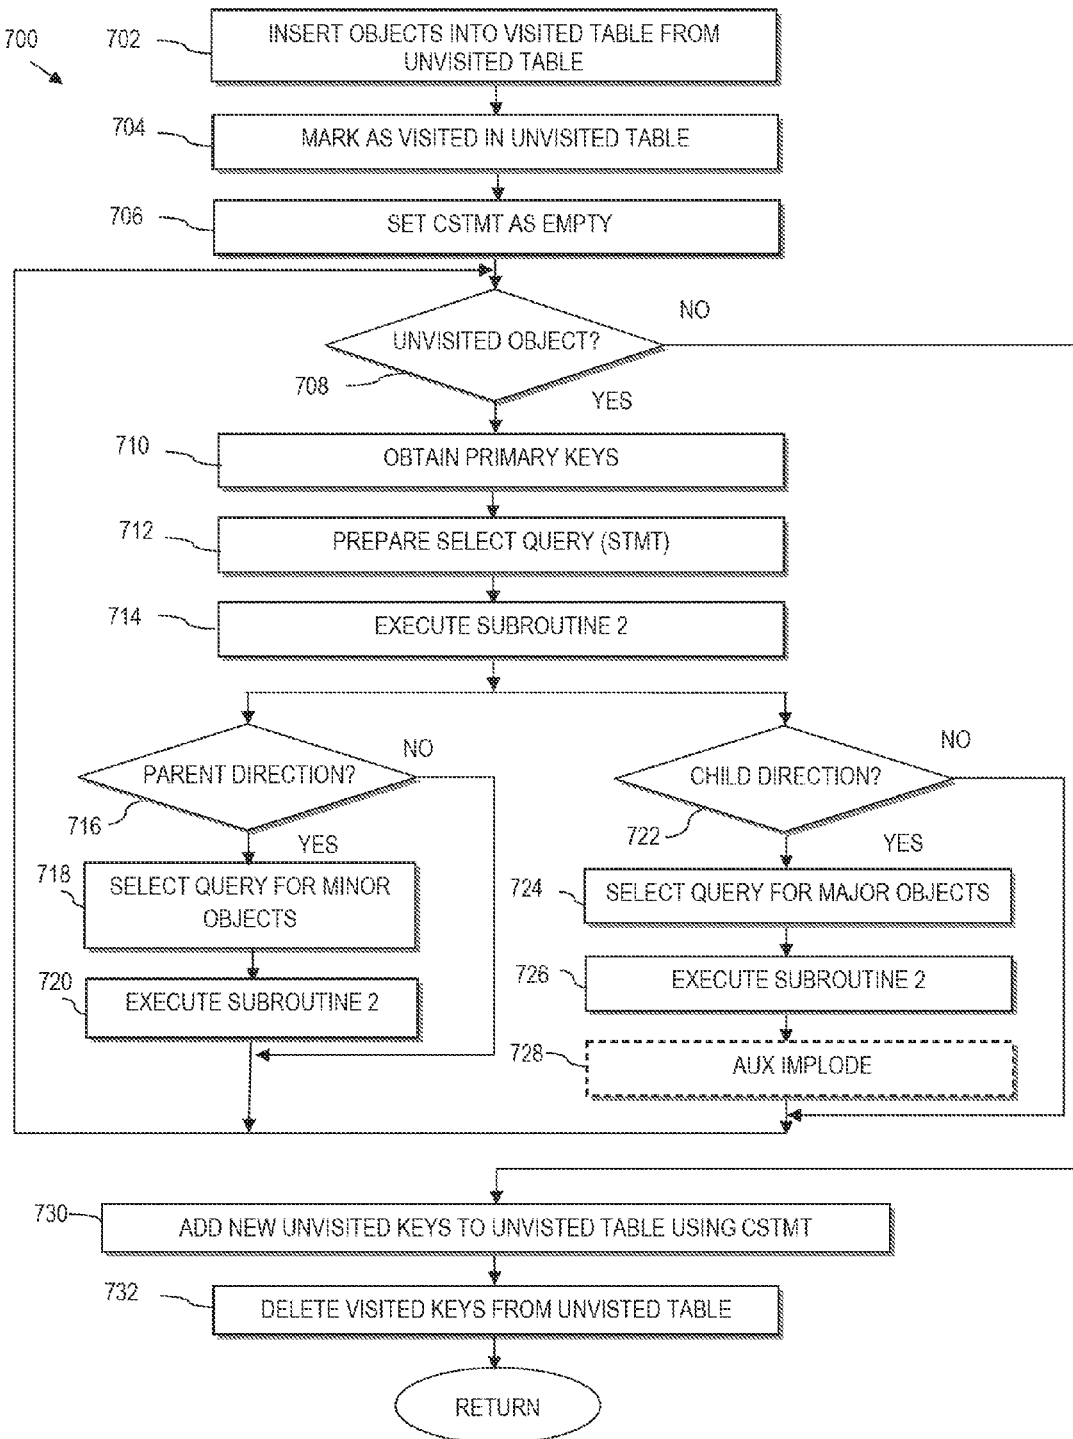 700
702
INSERT OBJECTS INTO VISITED TABLE FROM
UNVISITED TABLE
704
MARK AS VISITED IN UNVISITED TABLE
706
SET CSTMT AS EMPTY
NO
UNVISITED OBJECT?
708
YES
710
OBTAIN PRIMARY KEYS
712
PREPARE SELECT QUERY (STMT)
714
EXECUTE SUBROUTINE 2
NO
PARENT DIRECTION?
716
YES
718
SELECT QUERY FOR MINOR
OBJECTS
720
EXECUTE SUBROUTINE 2
NO
CHILD DIRECTION?
722
YES
724
SELECT QUERY FOR MAJOR OBJECTS
726
EXECUTE SUBROUTINE 2
728
AUX IMPLODE
730
ADD NEW UNVISITED KEYS TO UNVISTED TABLE USING CSTMT
732
DELETE VISITED KEYS FROM UNVISTED TABLE
RETURN